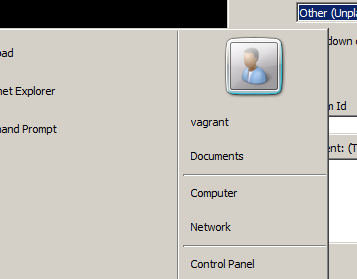 Other (Unpla
down o
oad
net Explorer
m Id
vagrant
nand Prompt
ent: (T
Documents
Computer
Network
Control Panel